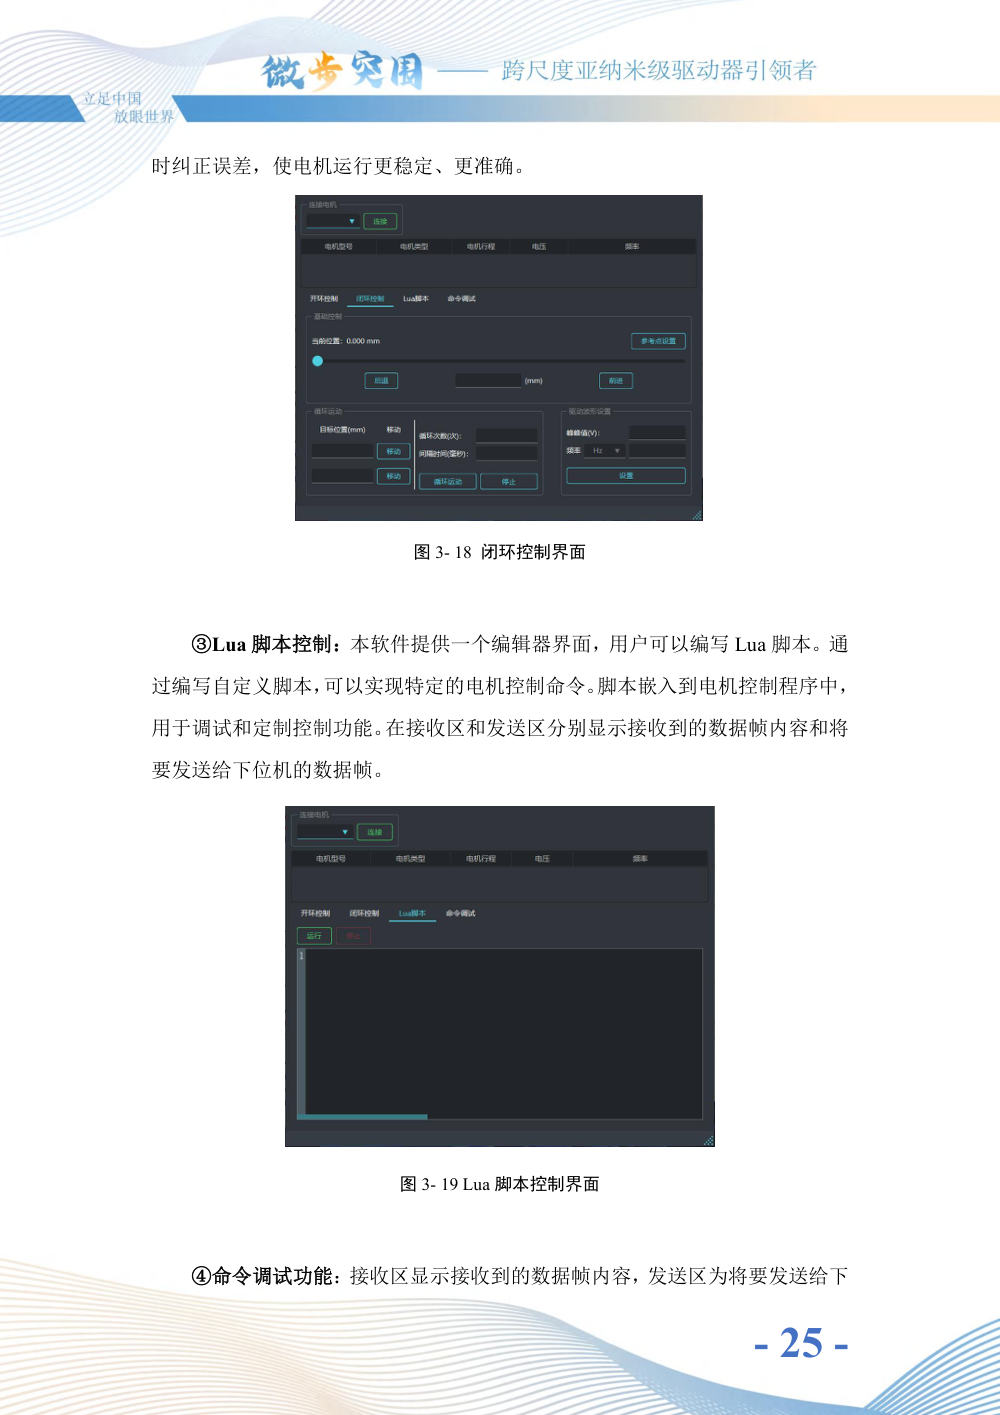 微步突围 —— 跨尺度亚纳米级驱动器引领者
立足中国
放眼世界
时纠正误差，使电机运行更稳定、更准确。
连接电机
连接
电机型号 电机类型 电机行程 电压 频率
开环控制 闭环控制 Lua脚本 命令调试
基础控制
当前位置: 0.000 mm 参考点设置
后退 (mm) 前进
循环运动 驱动波形设置
目标位置(mm) 移动 循环次数(次): 峰峰值(V):
移动 间隔时间(毫秒): 频率 Hz
移动 循环运动 停止 设置
图 3- 18 闭环控制界面
③Lua 脚本控制：本软件提供一个编辑器界面，用户可以编写 Lua 脚本。通
过编写自定义脚本，可以实现特定的电机控制命令。脚本嵌入到电机控制程序中，
用于调试和定制控制功能。在接收区和发送区分别显示接收到的数据帧内容和将
要发送给下位机的数据帧。
连接电机
连接
电机型号 电机类型 电机行程 电压 频率
开环控制 闭环控制 Lua脚本 命令调试
运行 停止
1
图 3- 19 Lua 脚本控制界面
④命令调试功能：接收区显示接收到的数据帧内容，发送区为将要发送给下
- 25 -